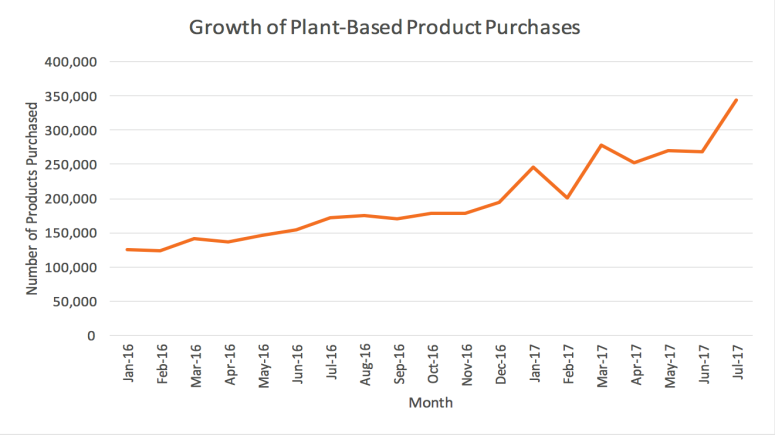 Growth of Plant-Based Product Purchases
Number of Products Purchased
400,000
350,000
300,000
250,000
200,000
150,000
100,000
50,000
0
Jan-16
Feb-16
Mar-16
Apr-16
May-16
Jun-16
Jul-16
Aug-16
Sep-16
Oct-16
Nov-16
Dec-16
Jan-17
Feb-17
Mar-17
Apr-17
May-17
Jun-17
Jul-17
Month